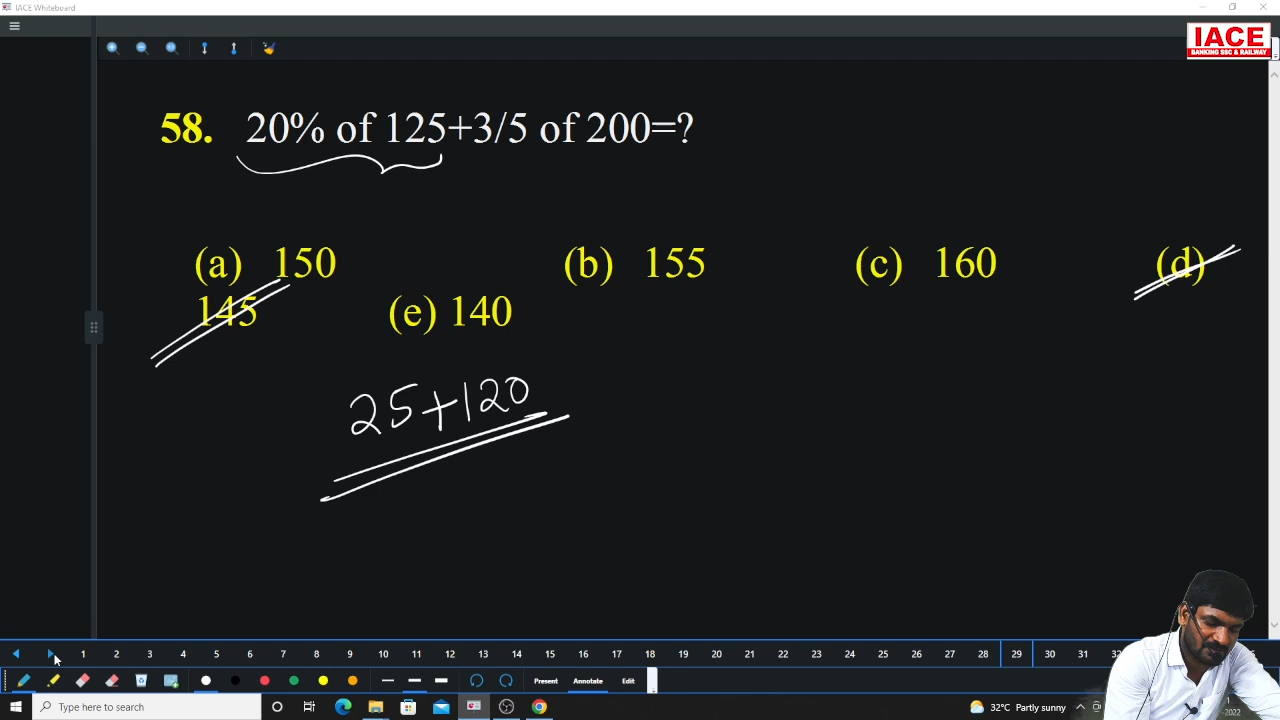 IACE Whiteboard
IACE
BANKING SSC & RAILWAY
58. 20% of 125+3/5 of 200=?
(a) 150 (b) 155 (c) 160 (d)
145 (e) 140
25+120
1 2 3 4 5 6 7 8 9 10 11 12 13 14 15 16 17 18 19 20 21 22 23 24 25 26 27 28 29 30 31
Present Annotate Edit
Type here to search
32°C Partly sunny
-2022